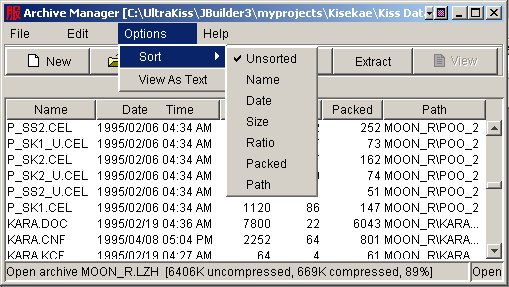 服 Archive Manager [C:\UltraKiss\JBuilder3\myprojects\Kisekae\Kiss Dat
File Edit Options Help
New Sort Unsorted Extract View
View As Text Name
Date
Size
Ratio
Packed
Path
Name Date Time Packed Path
P_SS2.CEL 1995/02/06 04:34 AM 2 252 MOON_R\POO_2
P_SK1_U.CEL 1995/02/06 04:34 AM 73 MOON_R\POO_2
P_SK2.CEL 1995/02/06 04:34 AM 162 MOON_R\POO_2
P_SK2_U.CEL 1995/02/06 04:34 AM 74 MOON_R\POO_2
P_SS2_U.CEL 1995/02/06 04:34 AM 51 MOON_R\POO_2
P_SK1.CEL 1995/02/06 04:34 AM 1120 86 147 MOON_R\POO_2
KARA.DOC 1995/02/19 04:36 AM 7800 22 6043 MOON_R\KARA...
KARA.CNF 1995/04/08 05:04 PM 2252 64 801 MOON_R\KARA...
KARA.KCF 1995/02/19 04:27 AM 64 4 61 MOON_R\KARA...
Open archive MOON_R.LZH [6406K uncompressed, 669K compressed, 89%] Open